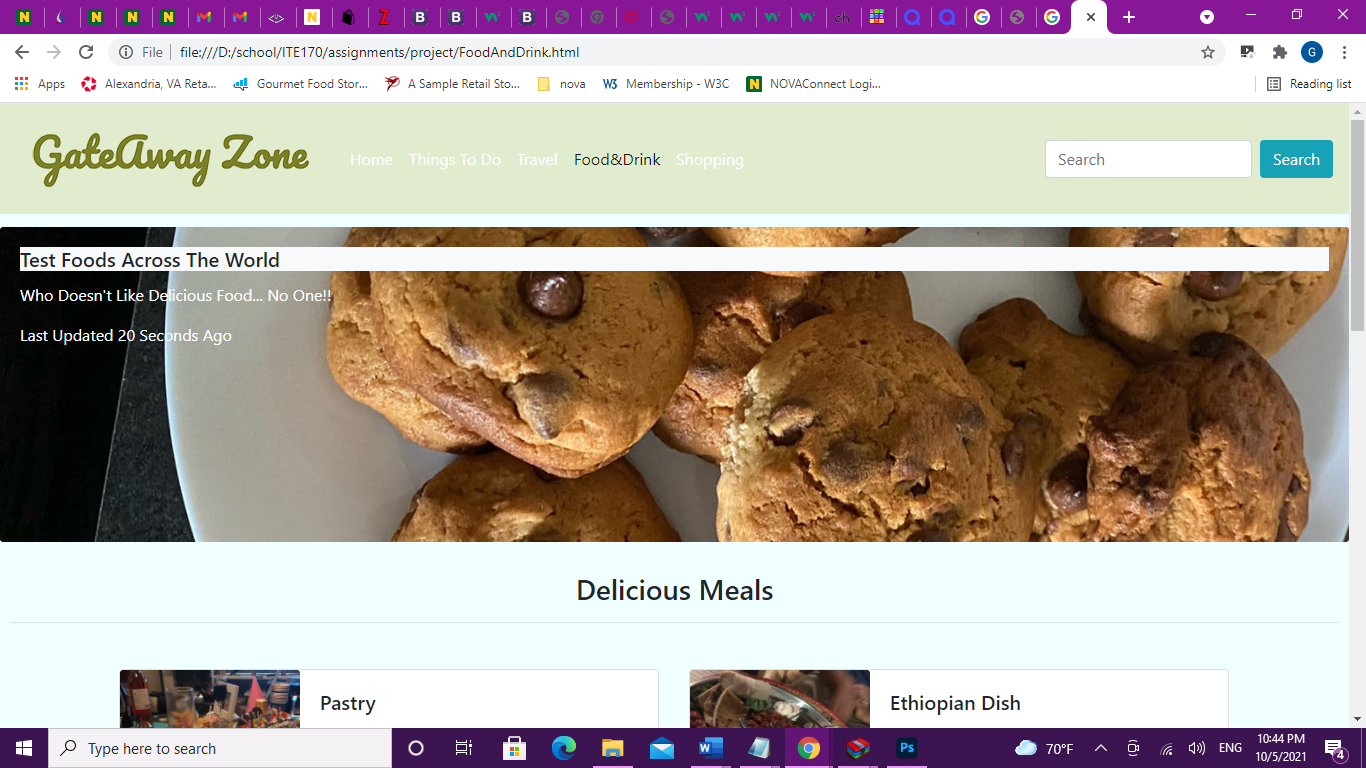 File
file:///D:/school/ITE170/assignments/project/FoodAndDrink.html
G
Apps
Alexandria, VA Reta...
Gourmet Food Stor...
A Sample Retail Sto...
nova
Membership - W3C
NOVAConnect Logi...
Reading list
GateAway Zone
Home Things To Do Travel Food&Drink Shopping
Search
Search
Test Foods Across The World
Who Doesn't Like Delicious Food... No One!!
Last Updated 20 Seconds Ago
Delicious Meals
Pastry
Ethiopian Dish
Type here to search
70°F
ENG
10:44 PM
10/5/2021
4